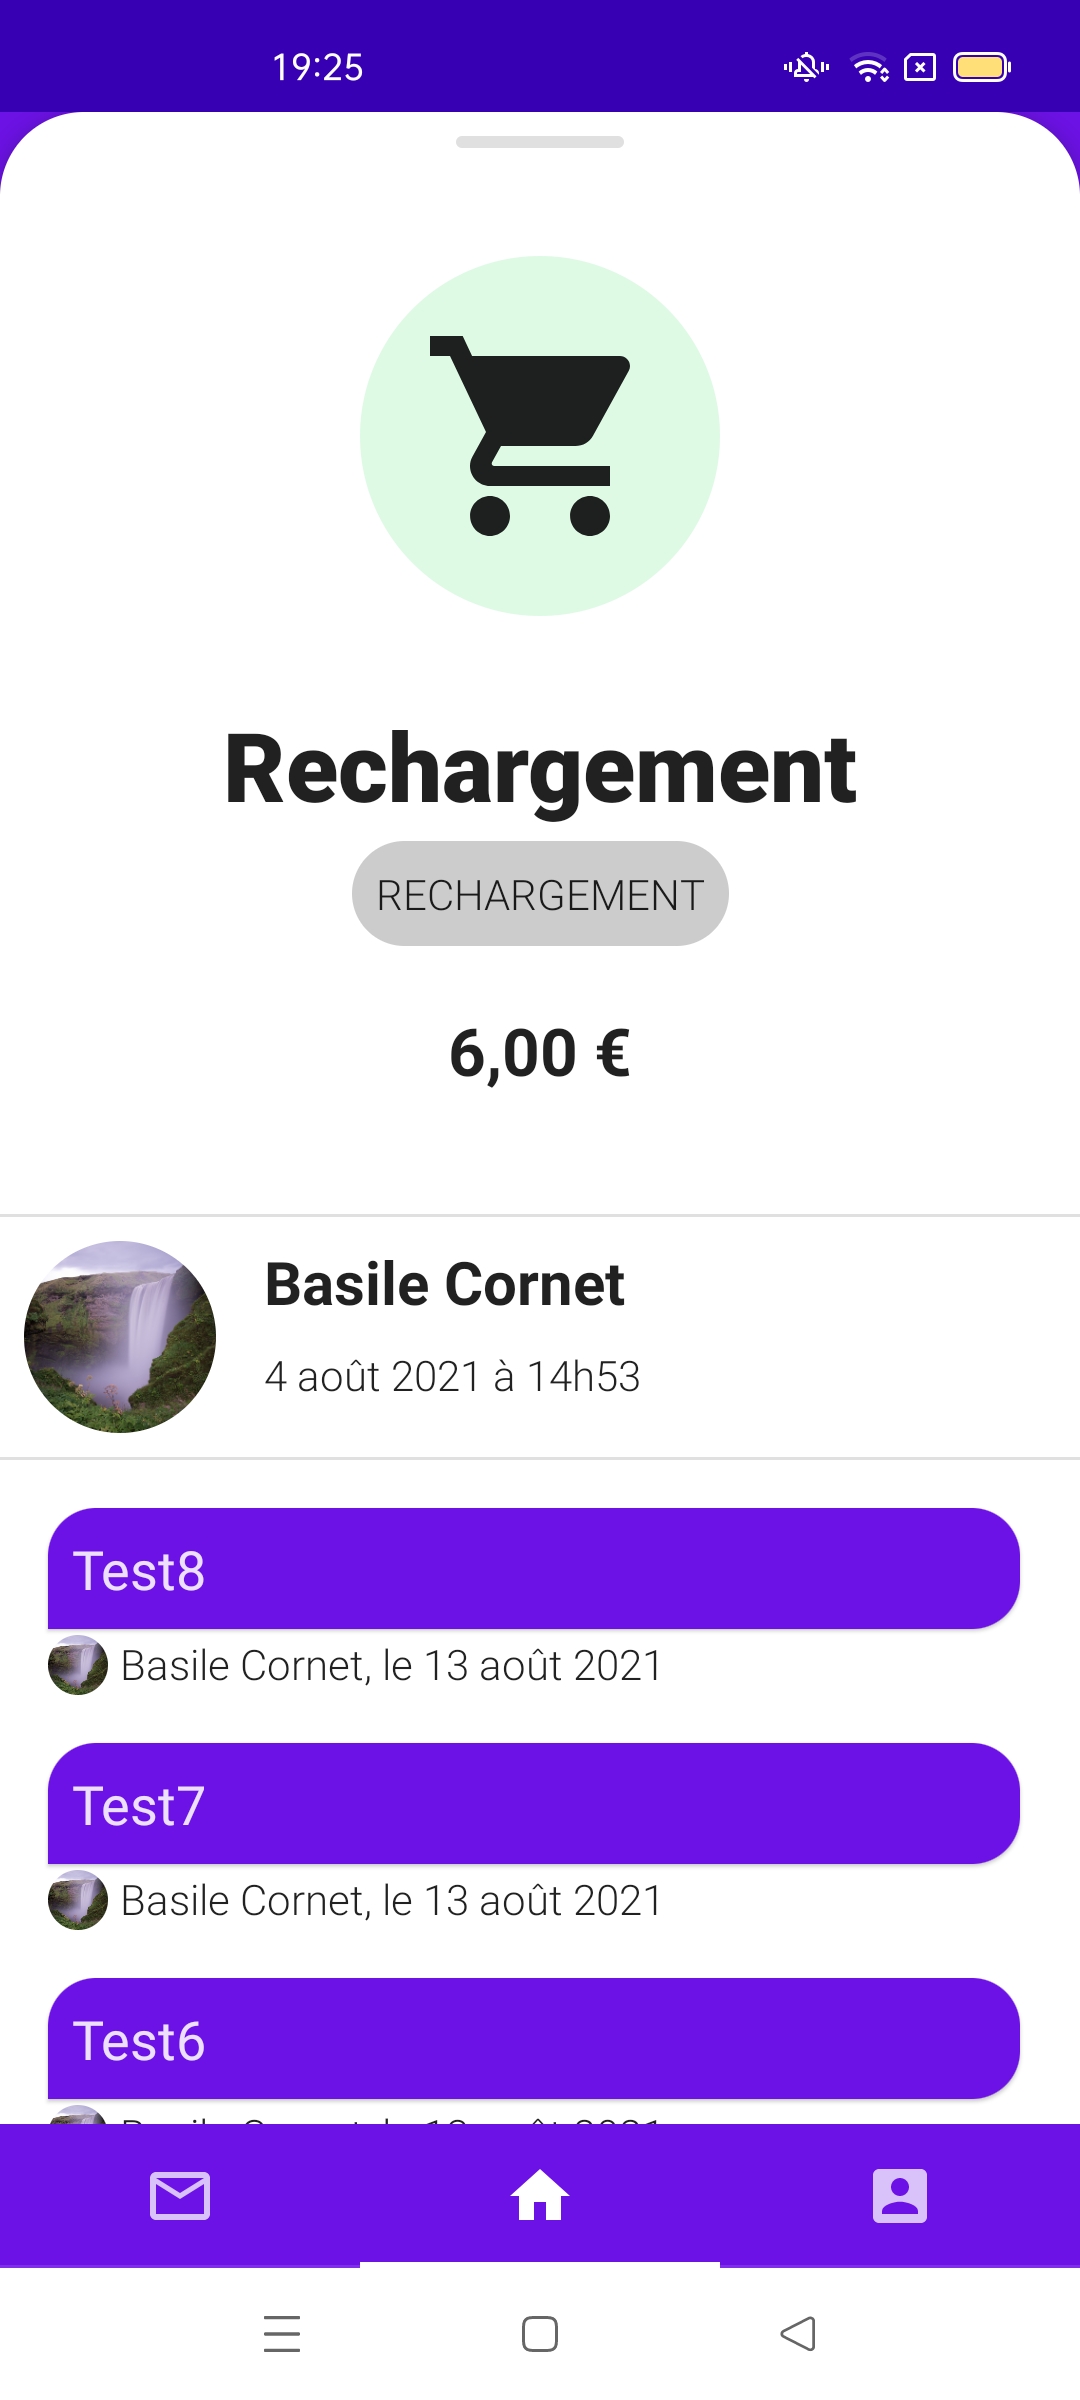 19:25
Rechargement
RECHARGEMENT
6,00 €
Basile Cornet
4 août 2021 à 14h53
Test8
Basile Cornet, le 13 août 2021
Test7
Basile Cornet, le 13 août 2021
Test6